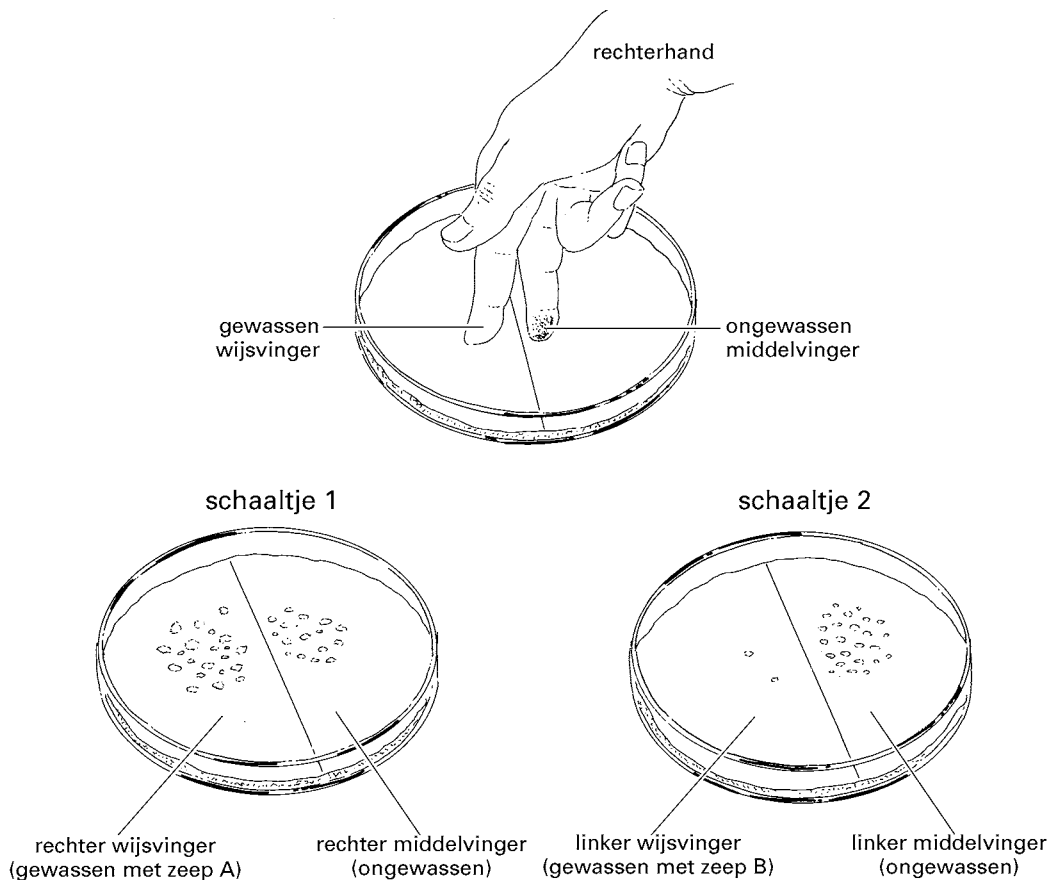 rechterhand
gewassen
wijsvinger
ongewassen
middelvinger
schaaltje 1
schaaltje 2
rechter wijsvinger
(gewassen met zeep A)
rechter middelvinger
(ongewassen)
linker wijsvinger
(gewassen met zeep B)
linker middelvinger
(ongewassen)